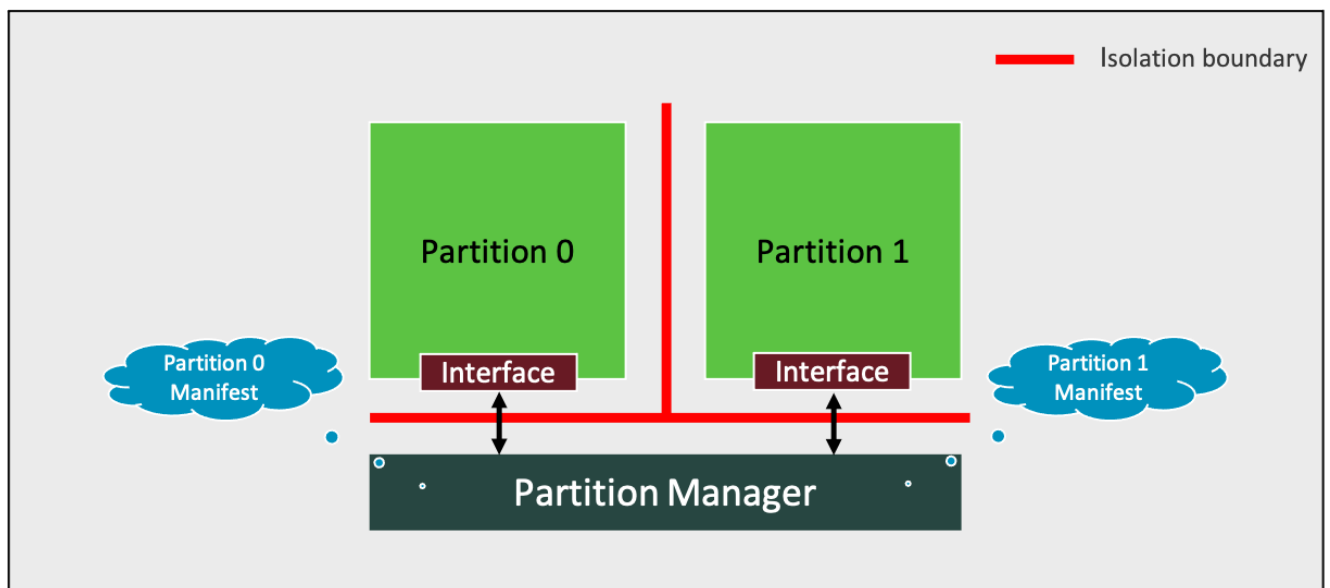 Isolation boundary
Partition 0
Partition 1
Partition 0
Manifest
Interface
Interface
Partition 1
Manifest
Partition Manager